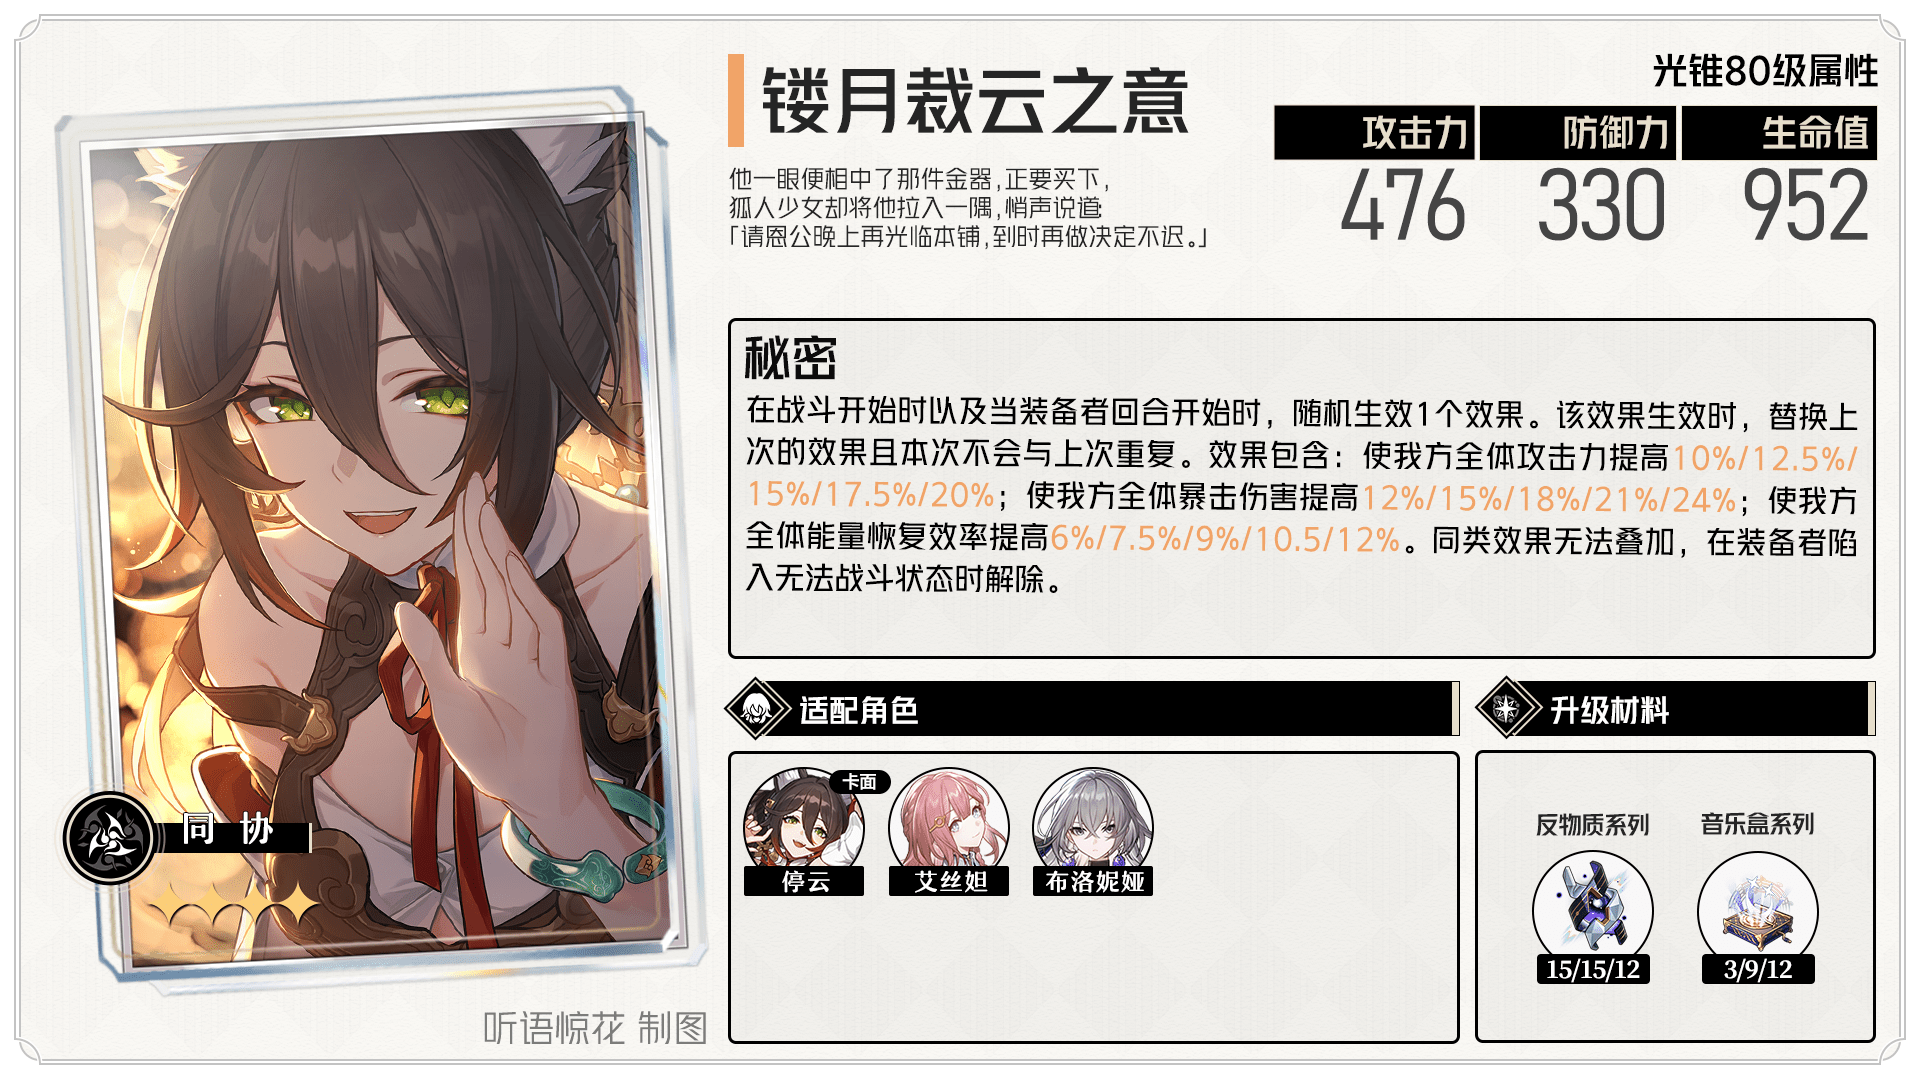 镂月裁云之意
他一眼便相中了那件金器,正要买下,
狐人少女却将他拉入一隅,悄声说道:
「请恩公晚上再光临本铺,到时再做决定不迟。」
光锥80级属性
攻击力 防御力 生命值
476 330 952
秘密
在战斗开始时以及当装备者回合开始时，随机生效1个效果。该效果生效时，替换上
次的效果且本次不会与上次重复。效果包含：使我方全体攻击力提高10%/12.5%/
15%/17.5%/20%；使我方全体暴击伤害提高12%/15%/18%/21%/24%；使我方
全体能量恢复效率提高6%/7.5%/9%/10.5/12%。同类效果无法叠加，在装备者陷
入无法战斗状态时解除。
同 协
适配角色
卡面
停云 艾丝妲 布洛妮娅
升级材料
反物质系列 音乐盒系列
15/15/12 3/9/12
听语惊花 制图